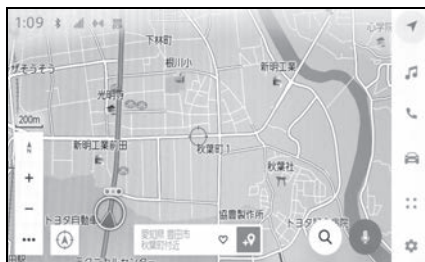 1:09
下林町
根川小
新明工業
光明寺
200m
N
新明工業前田
秋葉町1
秋葉社
協豊製作所
トヨタ自動車
愛知県 豊田市
秋葉町付近